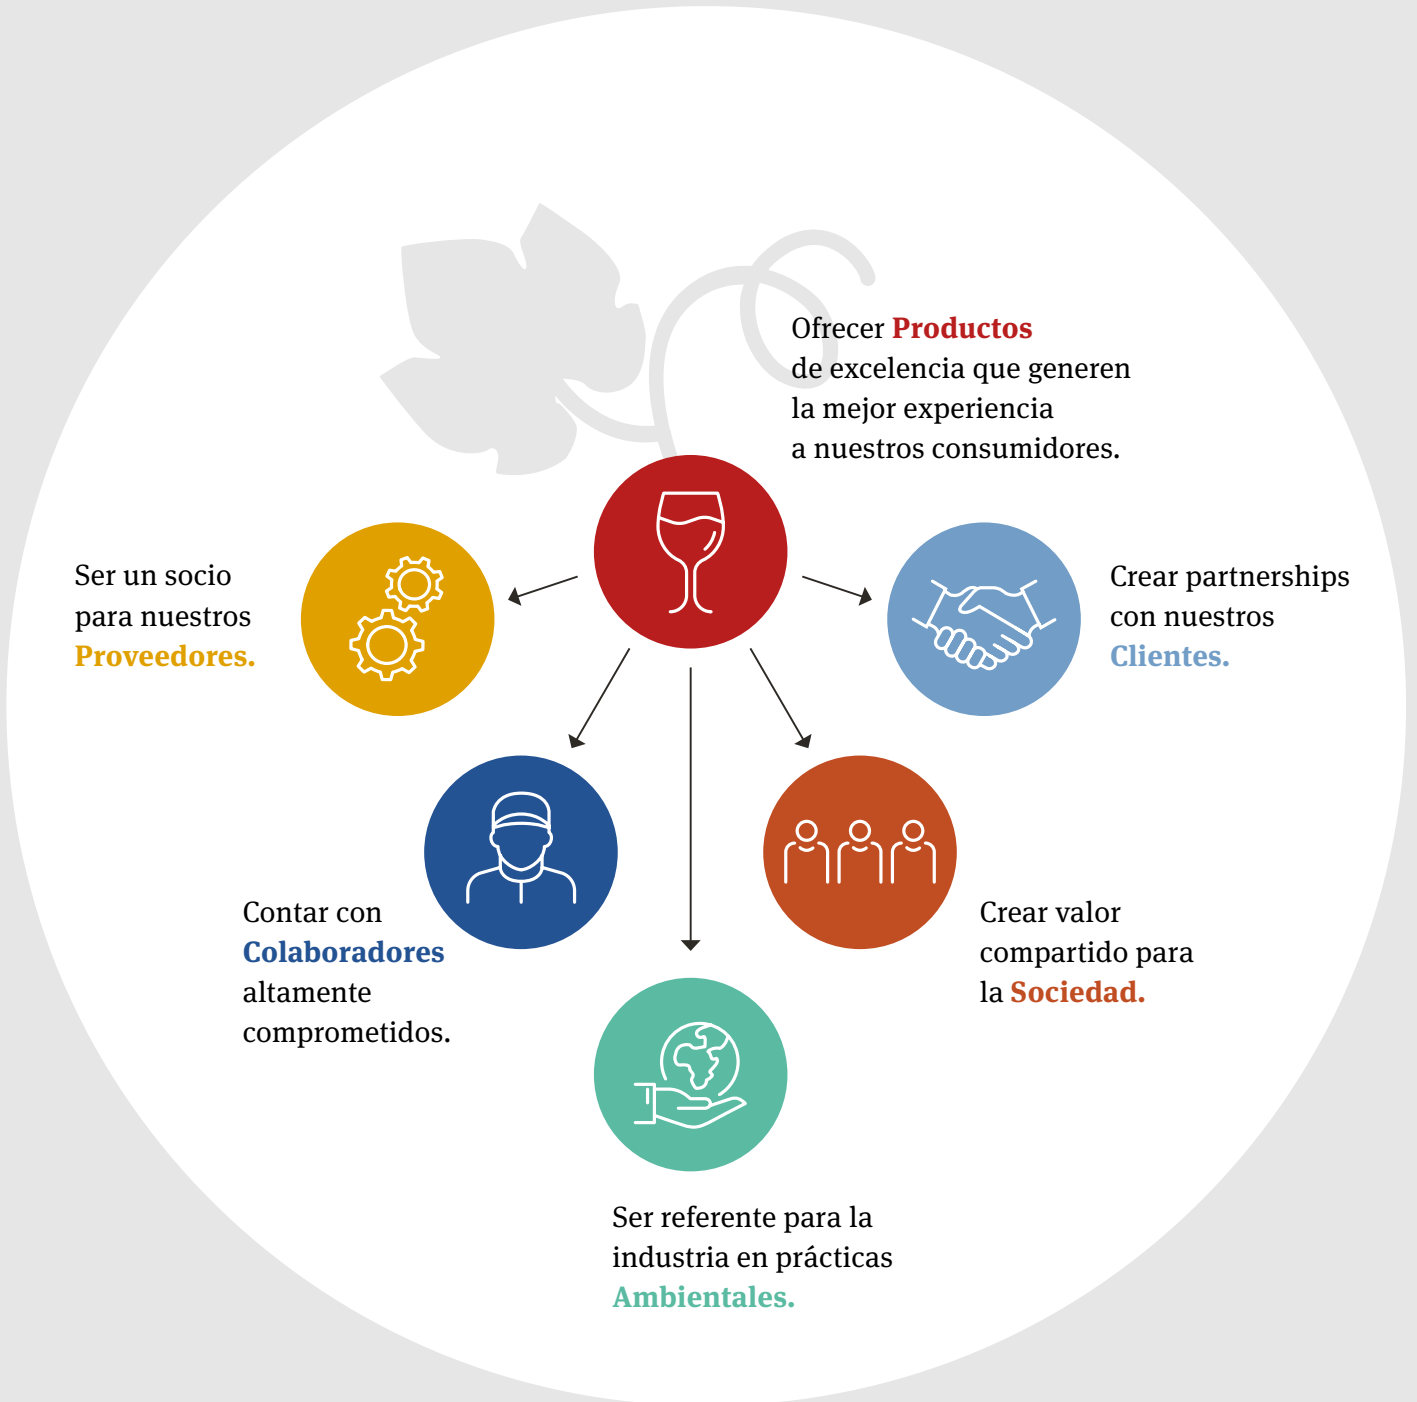 Ofrecer Productos
de excelencia que generen
la mejor experiencia
a nuestros consumidores.
Ser un socio
para nuestros
Proveedores.
Crear partnerships
con nuestros
Clientes.
Contar con
Colaboradores
altamente
comprometidos.
Crear valor
compartido para
la Sociedad.
Ser referente para la
industria en prácticas
Ambientales.